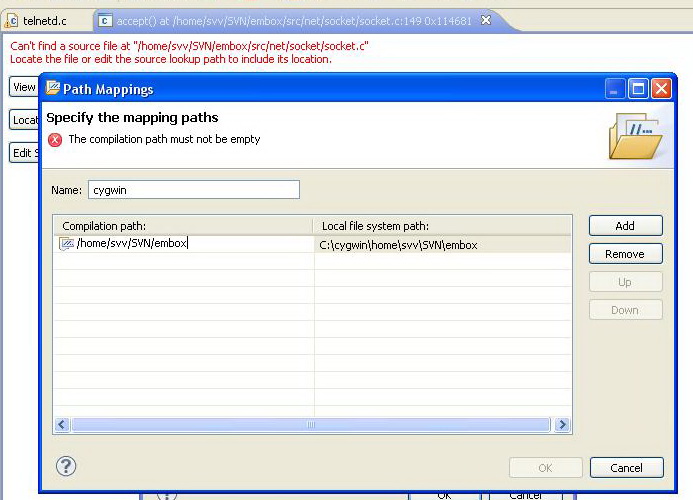 telnetd.c
accept() at /home/svv/SVN/embox/src/net/socket/socket.c:149 0x114681
Can't find a source file at "/home/svv/SVN/embox/src/net/socket/socket.c"
Locate the file or edit the source lookup path to include its location.
View
Locat
Edit S
Path Mappings
Specify the mapping paths
The compilation path must not be empty
Name: cygwin
Compilation path: Local file system path:
/home/svv/SVN/embox C:\cygwin\home\svv\SVN\embox
Add
Remove
Up
Down
OK Cancel
OK Cancel